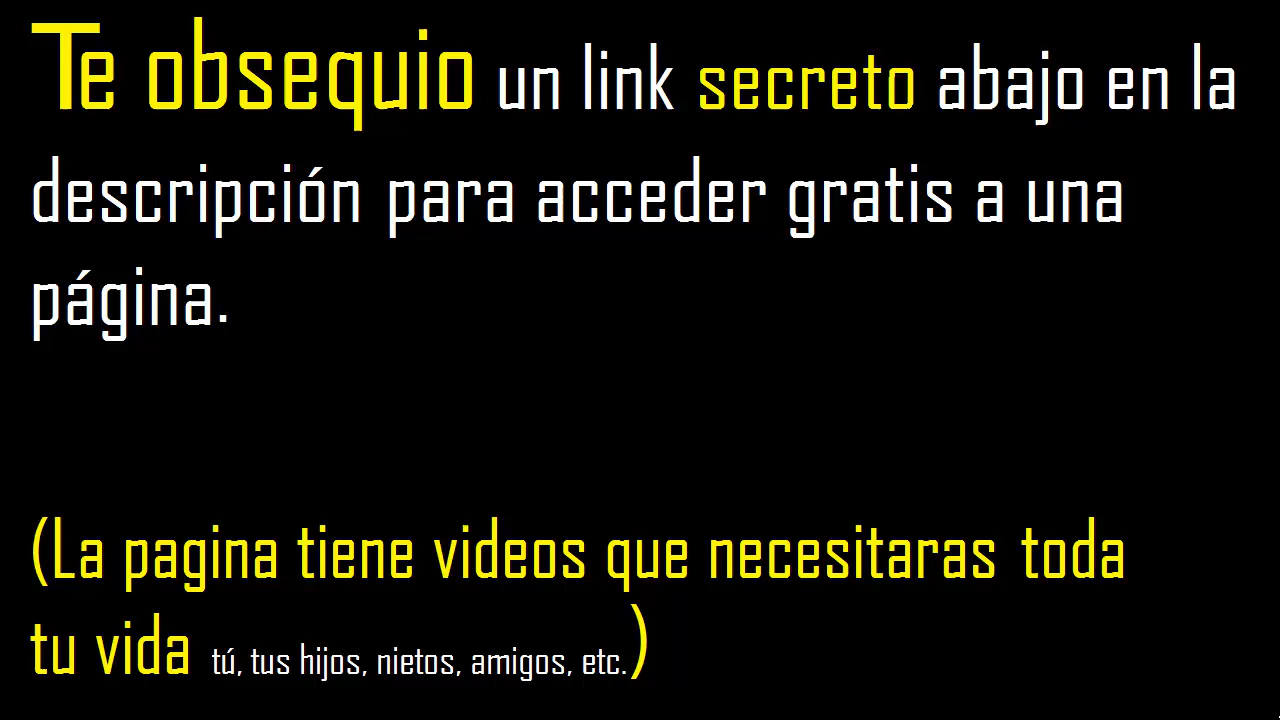 Te obsequio un link secreto abajo en la
descripción para acceder gratis a una
página.
(La pagina tiene videos que necesitaras toda
tu vida tú, tus hijos, nietos, amigos, etc.)